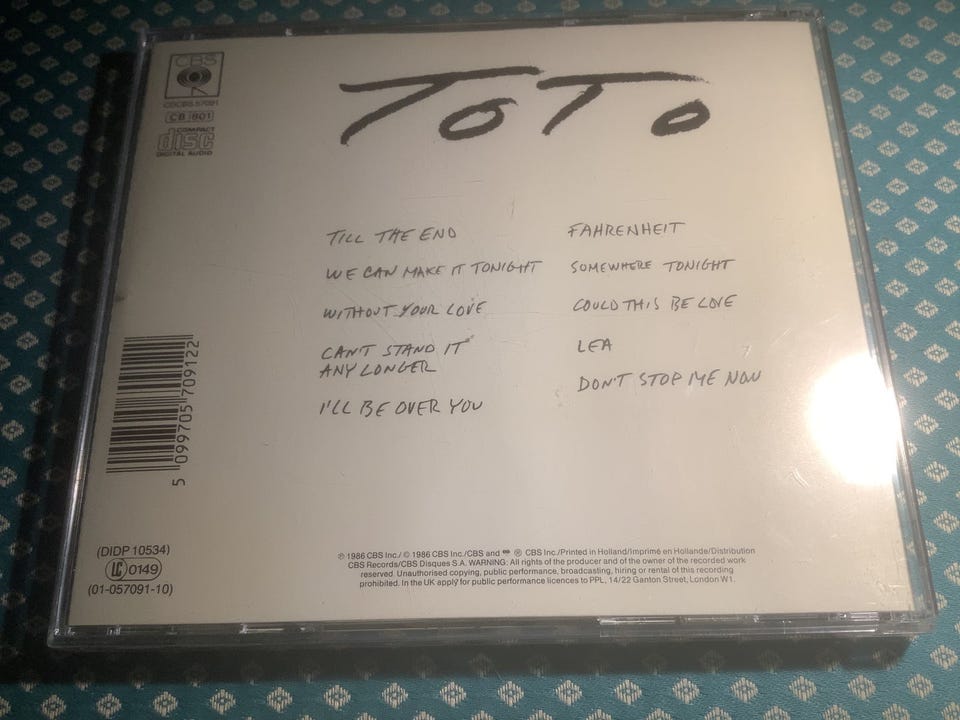 CBS
CDCBS 57091
CB 801
COMPACT
disc
DIGITAL AUDIO
TOTO
TILL THE END
WE CAN MAKE IT TONIGHT
WITHOUT YOUR LOVE
CAN'T STAND IT
ANY LONGER
I'LL BE OVER YOU
FAHRENHEIT
SOMEWHERE TONIGHT
COULD THIS BE LOVE
LEA
DON'T STOP ME NOW
5 099705 709122
(DIDP 10534)
LC 0149
(01-057091-10)
℗ 1986 CBS Inc./© 1986 CBS Inc./CBS and ® CBS Inc./Printed in Holland/Imprimé en Hollande/Distribution
CBS Records/CBS Disques S.A. WARNING: All rights of the producer and of the owner of the recorded work
reserved. Unauthorised copying, public performance, broadcasting, hiring or rental of this recording
prohibited. In the UK apply for public performance licences to PPL, 14/22 Ganton Street, London W1.